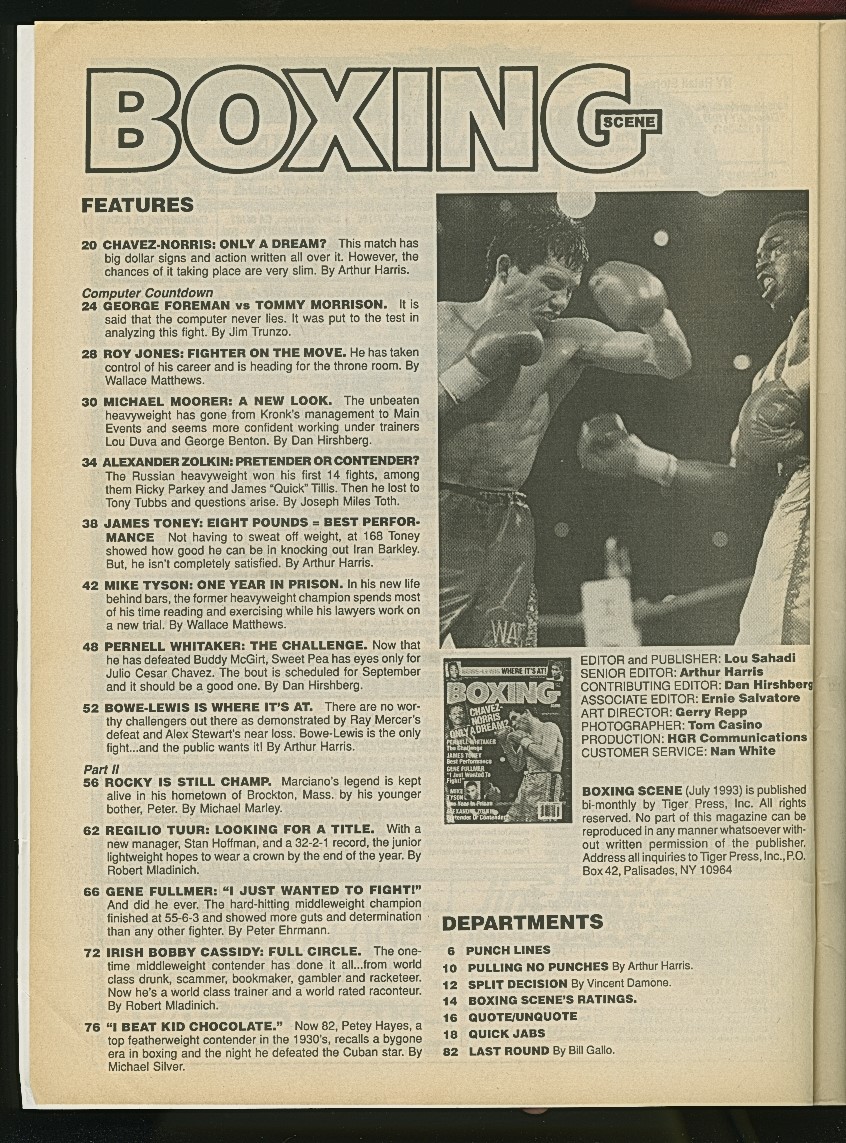 BOXING
SCENE
FEATURES
20 CHAVEZ-NORRIS: ONLY A DREAM? This match has
big dollar signs and action written all over it. However, the
chances of it taking place are very slim. By Arthur Harris.
Computer Countdown
24 GEORGE FOREMAN vs TOMMY MORRISON. It is
said that the computer never lies. It was put to the test in
analyzing this fight. By Jim Trunzo.
28 ROY JONES: FIGHTER ON THE MOVE. He has taken
control of his career and is heading for the throne room. By
Wallace Matthews.
30 MICHAEL MOORER: A NEW LOOK. The unbeaten
heavyweight has gone from Kronk's management to Main
Events and seems more confident working under trainers
Lou Duva and George Benton. By Dan Hirshberg.
34 ALEXANDER ZOLKIN: PRETENDER OR CONTENDER?
The Russian heavyweight won his first 14 fights, among
them Ricky Parkey and James "Quick" Tillis. Then he lost to
Tony Tubbs and questions arise. By Joseph Miles Toth.
38 JAMES TONEY: EIGHT POUNDS = BEST PERFOR-
MANCE Not having to sweat off weight, at 168 Toney
showed how good he can be in knocking out Iran Barkley.
But, he isn't completely satisfied. By Arthur Harris.
42 MIKE TYSON: ONE YEAR IN PRISON. In his new life
behind bars, the former heavyweight champion spends most
of his time reading and exercising while his lawyers work on
a new trial. By Wallace Matthews.
48 PERNELL WHITAKER: THE CHALLENGE. Now that
he has defeated Buddy McGirt, Sweet Pea has eyes only for
Julio Cesar Chavez. The bout is scheduled for September
and it should be a good one. By Dan Hirshberg.
52 BOWE-LEWIS IS WHERE IT'S AT. There are no wor-
thy challengers out there as demonstrated by Ray Mercer's
defeat and Alex Stewart's near loss. Bowe-Lewis is the only
fight...and the public wants it! By Arthur Harris.
Part II
56 ROCKY IS STILL CHAMP. Marciano's legend is kept
alive in his hometown of Brockton, Mass. by his younger
bother, Peter. By Michael Marley.
62 REGILIO TUUR: LOOKING FOR A TITLE. With a
new manager, Stan Hoffman, and a 32-2-1 record, the junior
lightweight hopes to wear a crown by the end of the year. By
Robert Mladinich.
66 GENE FULLMER: "I JUST WANTED TO FIGHT!"
And did he ever. The hard-hitting middleweight champion
finished at 55-6-3 and showed more guts and determination
than any other fighter. By Peter Ehrmann.
72 IRISH BOBBY CASSIDY: FULL CIRCLE. The one-
time middleweight contender has done it all...from world
class drunk, scammer, bookmaker, gambler and racketeer.
Now he's a world class trainer and a world rated raconteur.
By Robert Mladinich.
76 "I BEAT KID CHOCOLATE." Now 82, Petey Hayes, a
top featherweight contender in the 1930's, recalls a bygone
era in boxing and the night he defeated the Cuban star. By
Michael Silver.
WAT
WHERE IT'S AT!
BOXING
CHAVEZ-
NORRIS
ONLY A DREAM?
PERNELL WHITAKER
The Challenge
JAMES TONEY
Best Performance
GENE FULLMER
"I Just Wanted To
Fight!"
MIKE
TYSON
One Year in Prison
Pretender Or Contender?
EDITOR and PUBLISHER: Lou Sahadi
SENIOR EDITOR: Arthur Harris
CONTRIBUTING EDITOR: Dan Hirshberg
ASSOCIATE EDITOR: Ernie Salvatore
ART DIRECTOR: Gerry Repp
PHOTOGRAPHER: Tom Casino
PRODUCTION: HGR Communications
CUSTOMER SERVICE: Nan White
BOXING SCENE (July 1993) is published
bi-monthly by Tiger Press, Inc. All rights
reserved. No part of this magazine can be
reproduced in any manner whatsoever with-
out written permission of the publisher.
Address all inquiries to Tiger Press, Inc., P.O.
Box 42, Palisades, NY 10964
DEPARTMENTS
6 PUNCH LINES
10 PULLING NO PUNCHES By Arthur Harris.
12 SPLIT DECISION By Vincent Damone.
14 BOXING SCENE'S RATINGS.
16 QUOTE/UNQUOTE
18 QUICK JABS
82 LAST ROUND By Bill Gallo.